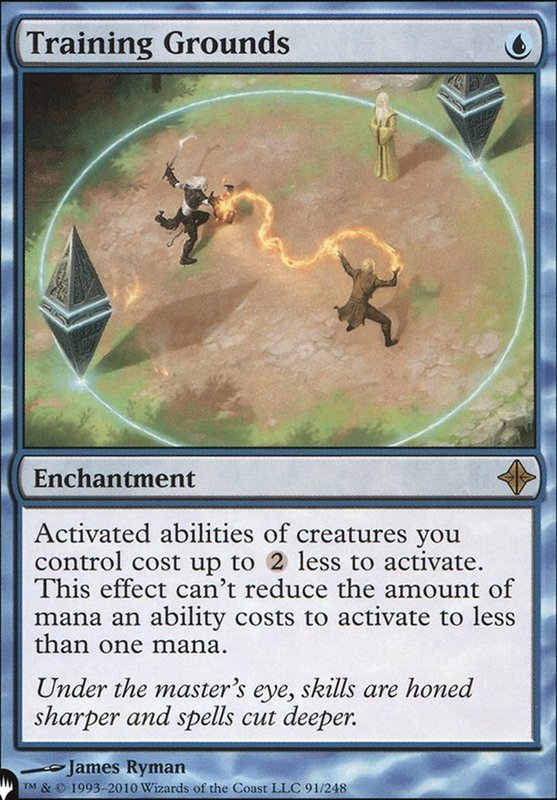 Training Grounds
Enchantment
Activated abilities of creatures you
control cost up to 2 less to activate.
This effect can't reduce the amount of
mana an ability costs to activate to less
than one mana.
Under the master's eye, skills are honed
sharper and spells cut deeper.
James Ryman
™ & © 1993–2010 Wizards of the Coast LLC 91/248